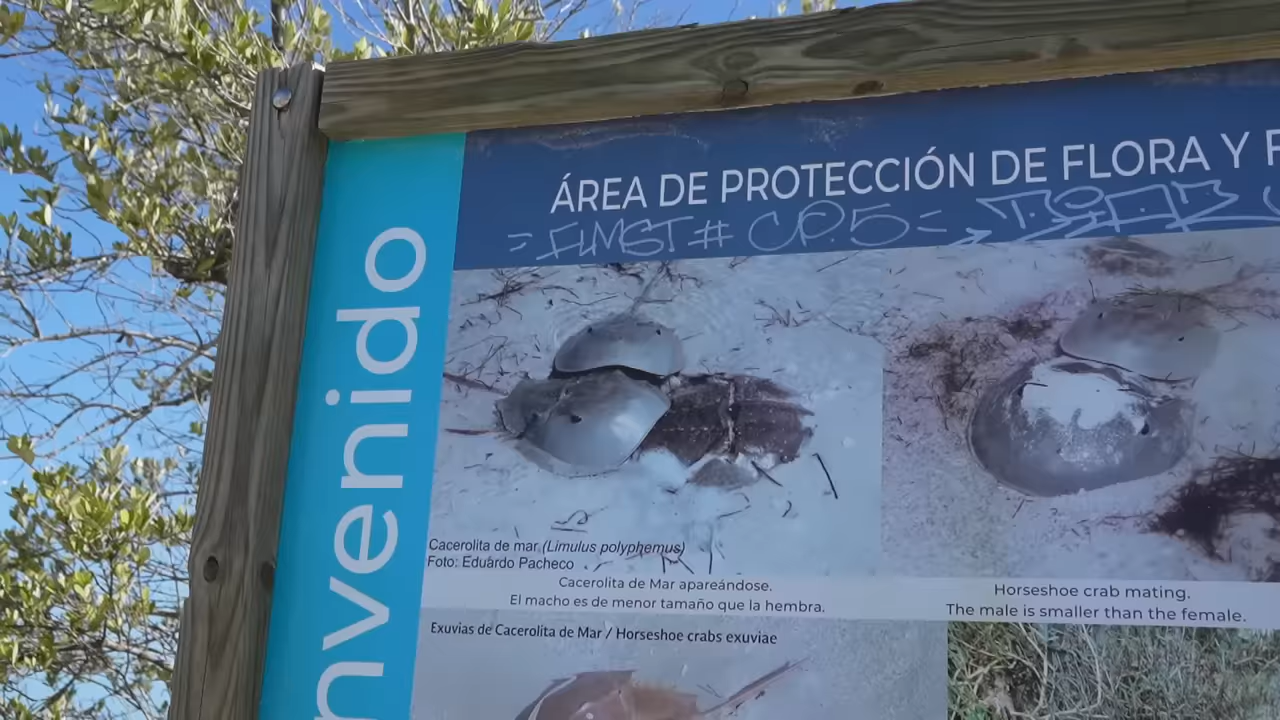 nvenido
ÁREA DE PROTECCIÓN DE FLORA Y F
Cacerolita de mar (Limulus polyphemus)
Foto: Eduardo Pacheco
Cacerolita de Mar apareándose.
El macho es de menor tamaño que la hembra.
Horseshoe crab mating.
The male is smaller than the female.
Exuvias de Cacerolita de Mar / Horseshoe crabs exuviae